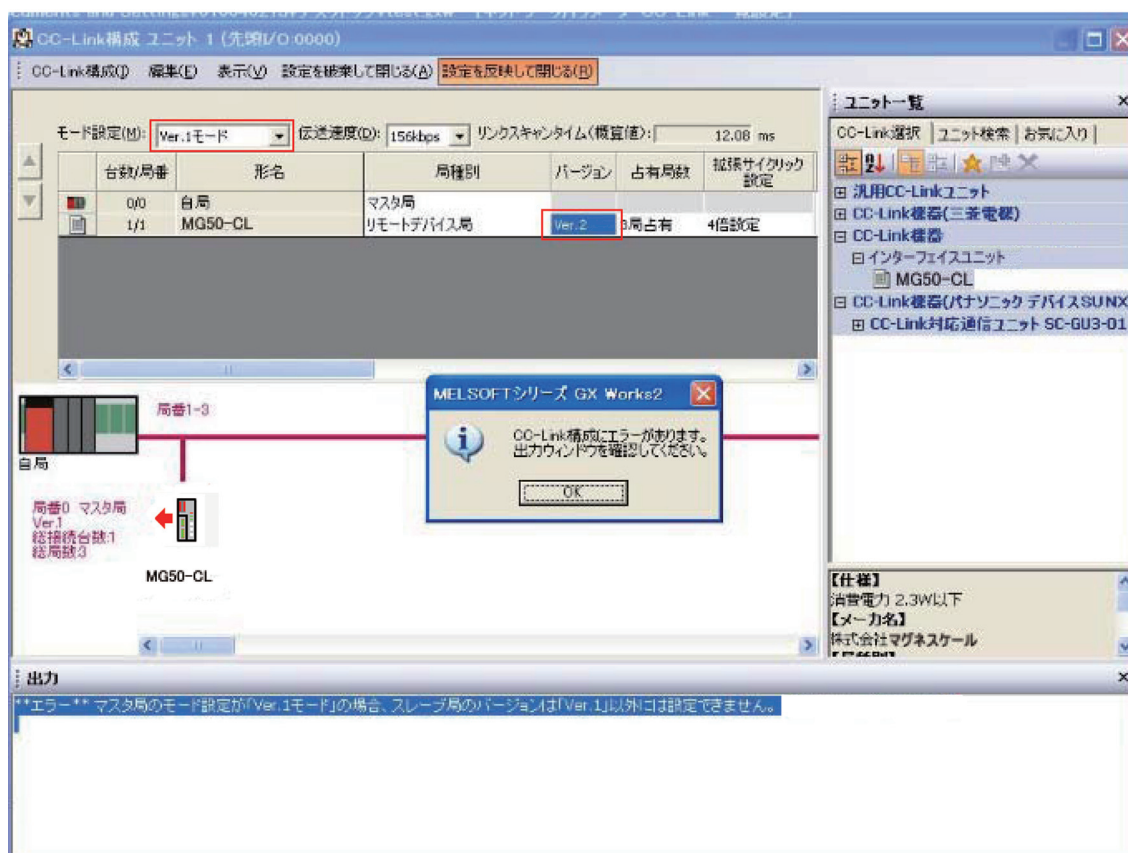 CC-Link構成 ユニット 1 (先頭I/O:0000)
CC-Link構成(I) 編集(E) 表示(V) 設定を破棄して閉じる(A) 設定を反映して閉じる(R)
モード設定(M): Ver.1モード 伝送速度(D): 156kbps リンクスキャンタイム(概算値): 12.08 ms
台数/局番 形名 局種別 バージョン 占有局数 拡張サイクリック設定
0/0 自局 マスタ局
1/1 MG50-CL リモートデバイス局 Ver.2 3局占有 4倍設定
局番1-3
自局
局番0 マスタ局
Ver.1
総接続台数:1
総局数:3
MG50-CL
MELSOFTシリーズ GX Works2
CC-Link構成にエラーがあります。
出力ウィンドウを確認してください。
OK
ユニット一覧
CC-Link選択 ユニット検索 お気に入り
汎用CC-Linkユニット
CC-Link機器(三菱電機)
CC-Link機器
インターフェイスユニット
MG50-CL
CC-Link機器(パナソニック デバイスSUNX
CC-Link対応通信ユニット SC-GU3-01
【仕様】
消費電力 2.3W以下
【メーカ名】
株式会社マグネスケール
出力
**エラー** マスタ局のモード設定が「Ver.1モード」の場合、スレーブ局のバージョンは「Ver.1」以外には設定できません。